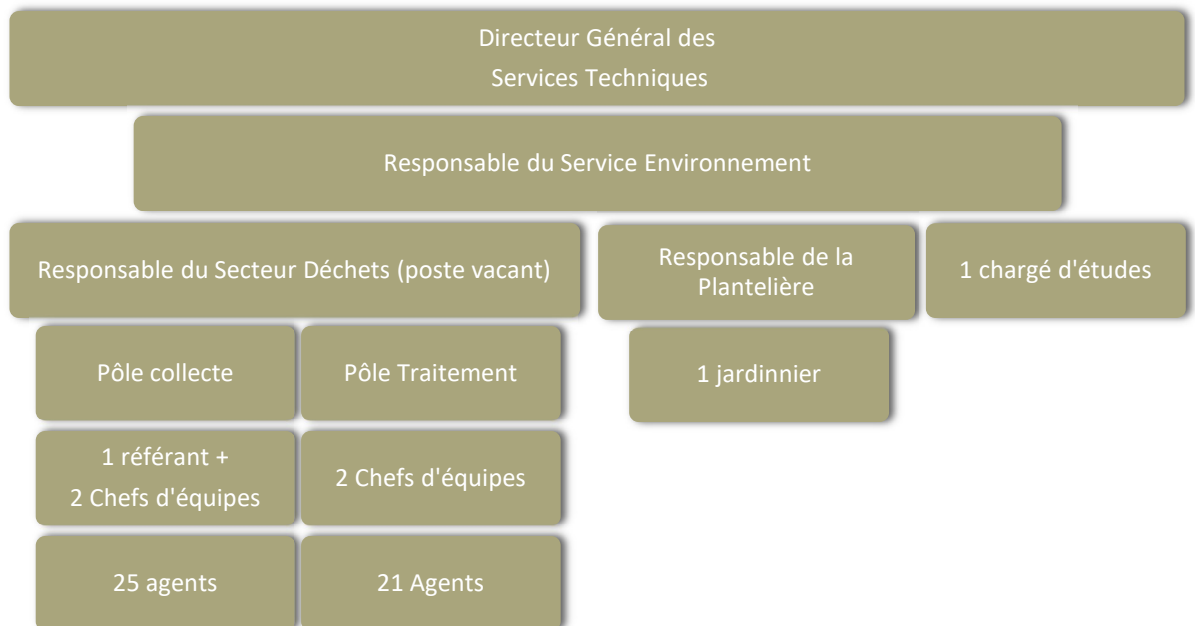 Directeur Général des
Services Techniques
Responsable du Service Environnement
Responsable du Secteur Déchets (poste vacant)
Responsable de la
Plantelière
1 chargé d'études
Pôle collecte
Pôle Traitement
1 jardinnier
1 référant +
2 Chefs d'équipes
2 Chefs d'équipes
25 agents
21 Agents